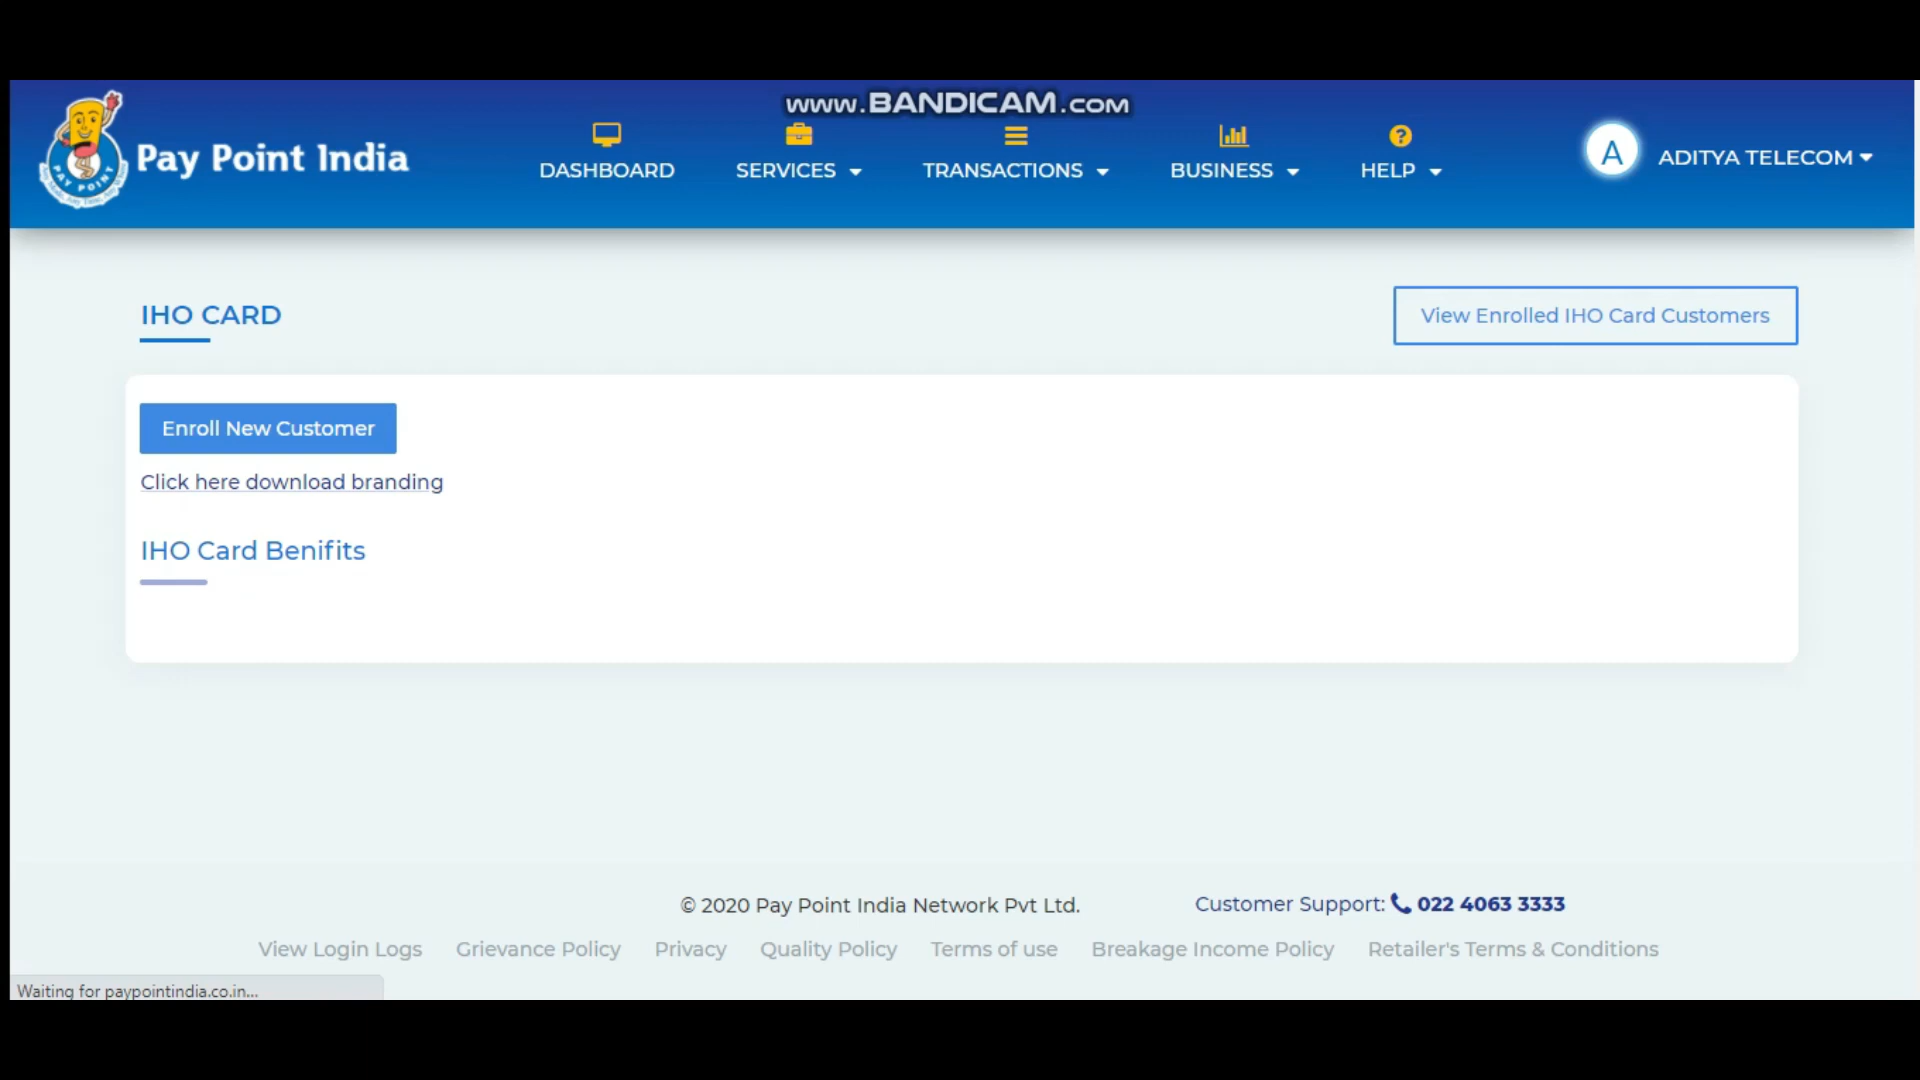 www.BANDICAM.com
Pay Point India
DASHBOARD
SERVICES
TRANSACTIONS
BUSINESS
HELP
A
ADITYA TELECOM
IHO CARD
View Enrolled IHO Card Customers
Enroll New Customer
Click here download branding
IHO Card Benifits
© 2020 Pay Point India Network Pvt Ltd.
Customer Support: 022 4063 3333
View Login Logs Grievance Policy Privacy Quality Policy Terms of use Breakage Income Policy Retailer's Terms & Conditions
Waiting for paypointindia.co.in...
PAY POINT